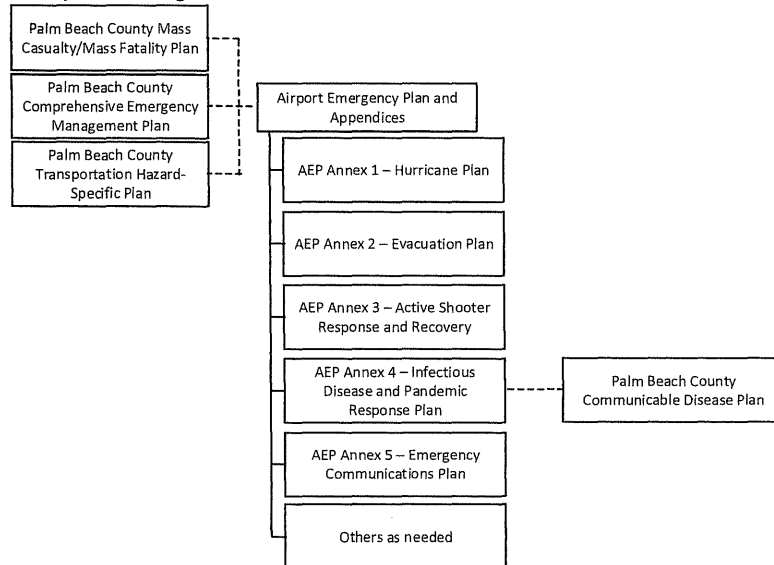 Palm Beach County Mass
Casualty/Mass Fatality Plan
Palm Beach County
Comprehensive Emergency
Management Plan
Palm Beach County
Transportation Hazard-
Specific Plan
Airport Emergency Plan and
Appendices
AEP Annex 1 – Hurricane Plan
AEP Annex 2 – Evacuation Plan
AEP Annex 3 – Active Shooter
Response and Recovery
AEP Annex 4 – Infectious
Disease and Pandemic
Response Plan
Palm Beach County
Communicable Disease Plan
AEP Annex 5 – Emergency
Communications Plan
Others as needed